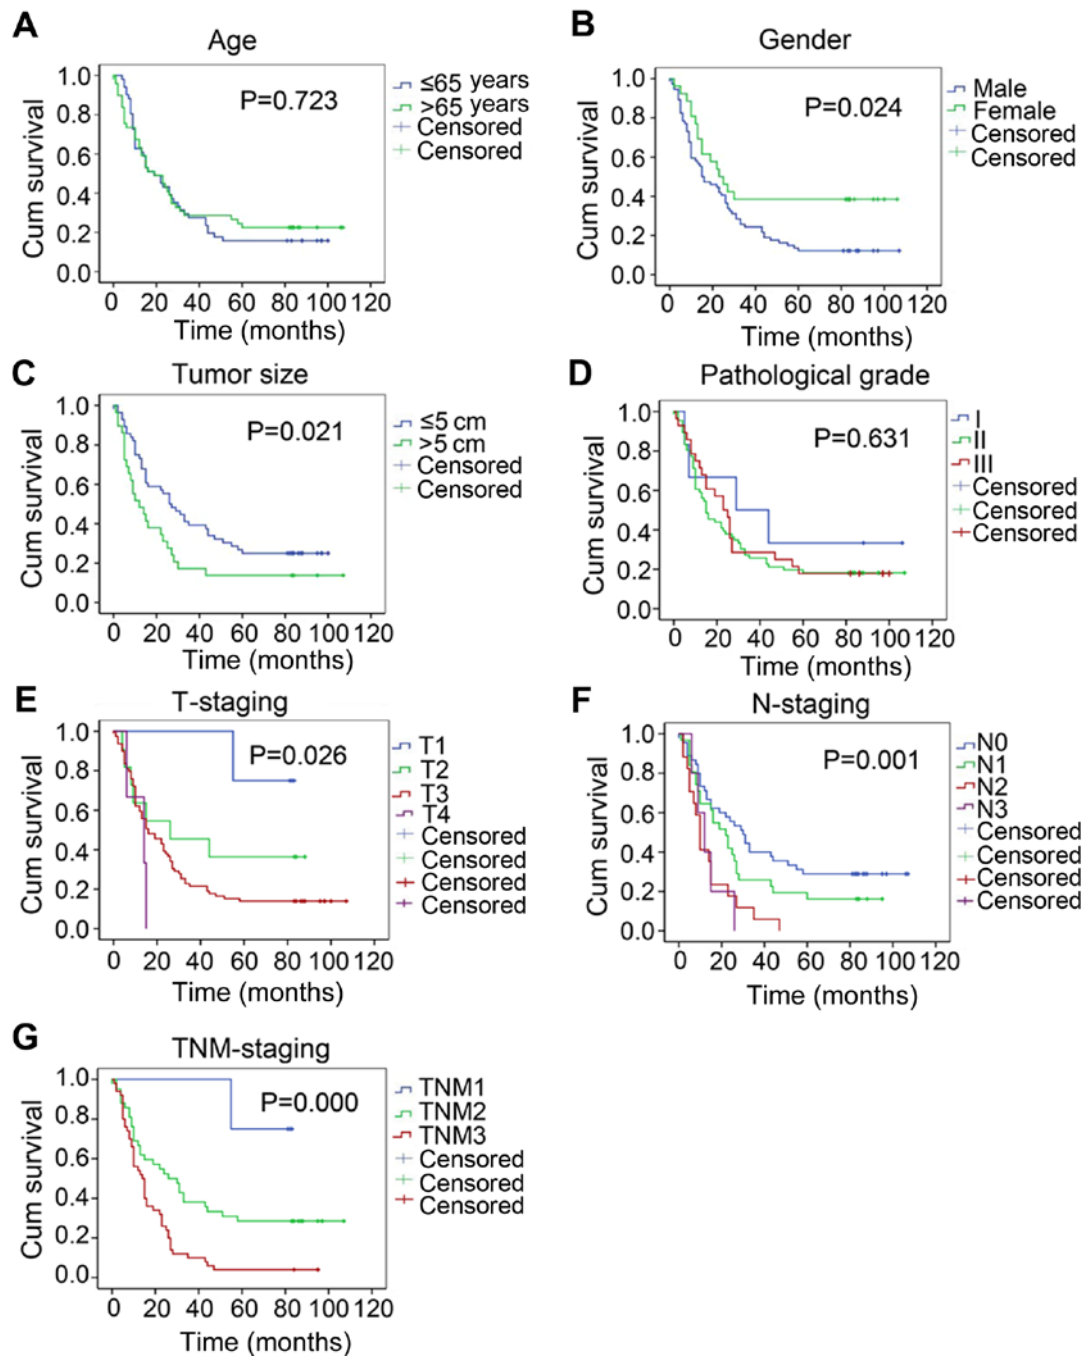 A
Age
Cum survival
1.0
0.8
0.6
0.4
0.2
0.0
P=0.723
≤65 years
>65 years
Censored
Censored
0 20 40 60 80 100 120
Time (months)
B
Gender
Cum survival
1.0
0.8
0.6
0.4
0.2
0.0
P=0.024
Male
Female
Censored
Censored
0 20 40 60 80 100 120
Time (months)
C
Tumor size
Cum survival
1.0
0.8
0.6
0.4
0.2
0.0
P=0.021
≤5 cm
>5 cm
Censored
Censored
0 20 40 60 80 100 120
Time (months)
D
Pathological grade
Cum survival
1.0
0.8
0.6
0.4
0.2
0.0
P=0.631
I
II
III
Censored
Censored
Censored
0 20 40 60 80 100 120
Time (months)
E
T-staging
Cum survival
1.0
0.8
0.6
0.4
0.2
0.0
P=0.026
T1
T2
T3
T4
Censored
Censored
Censored
Censored
0 20 40 60 80 100 120
Time (months)
F
N-staging
Cum survival
1.0
0.8
0.6
0.4
0.2
0.0
P=0.001
N0
N1
N2
N3
Censored
Censored
Censored
Censored
0 20 40 60 80 100 120
Time (months)
G
TNM-staging
Cum survival
1.0
0.8
0.6
0.4
0.2
0.0
P=0.000
TNM1
TNM2
TNM3
Censored
Censored
Censored
0 20 40 60 80 100 120
Time (months)